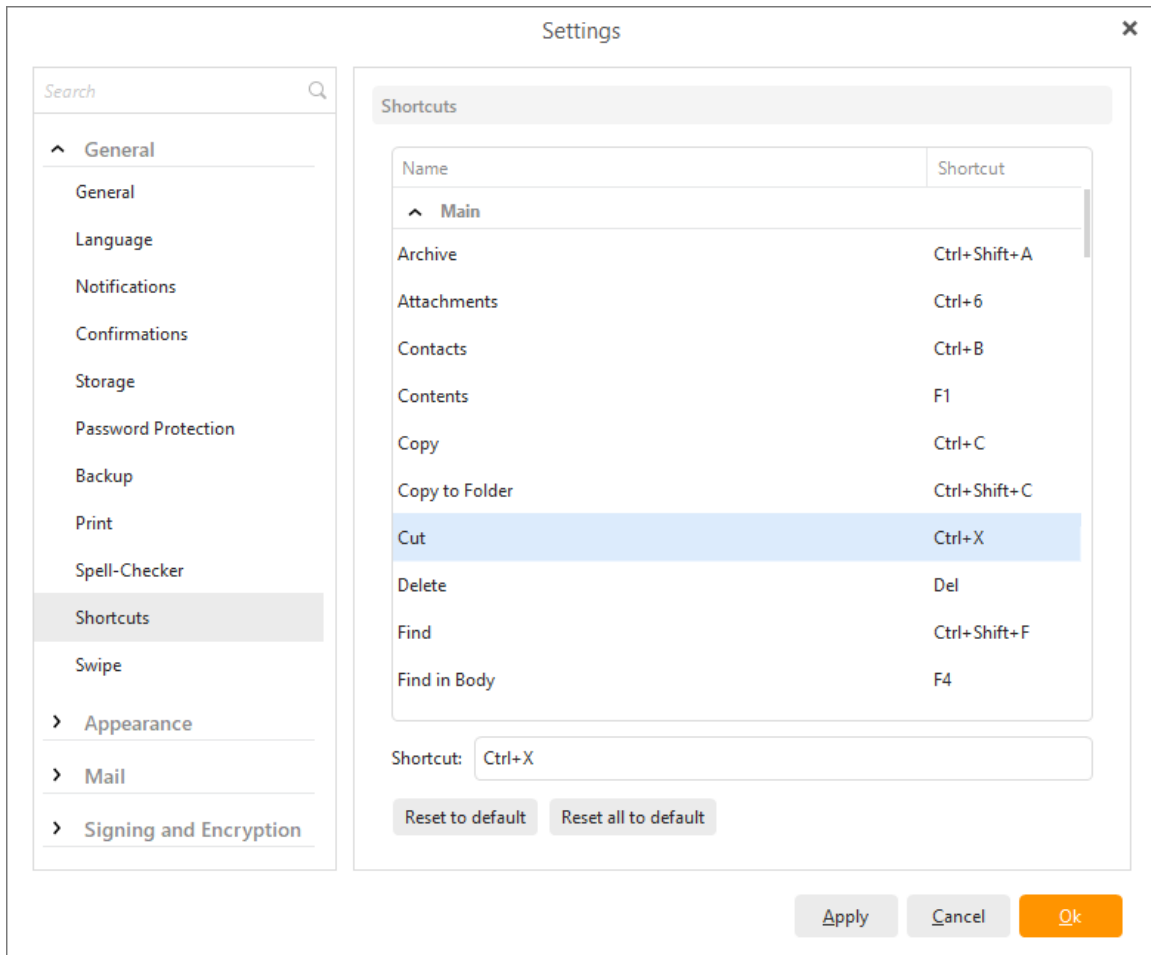 Settings
Search
General
General
Language
Notifications
Confirmations
Storage
Password Protection
Backup
Print
Spell-Checker
Shortcuts
Swipe
Appearance
Mail
Signing and Encryption
Shortcuts
Name Shortcut
Main
Archive Ctrl+Shift+A
Attachments Ctrl+6
Contacts Ctrl+B
Contents F1
Copy Ctrl+C
Copy to Folder Ctrl+Shift+C
Cut Ctrl+X
Delete Del
Find Ctrl+Shift+F
Find in Body F4
Shortcut: Ctrl+X
Reset to default Reset all to default
Apply Cancel Ok